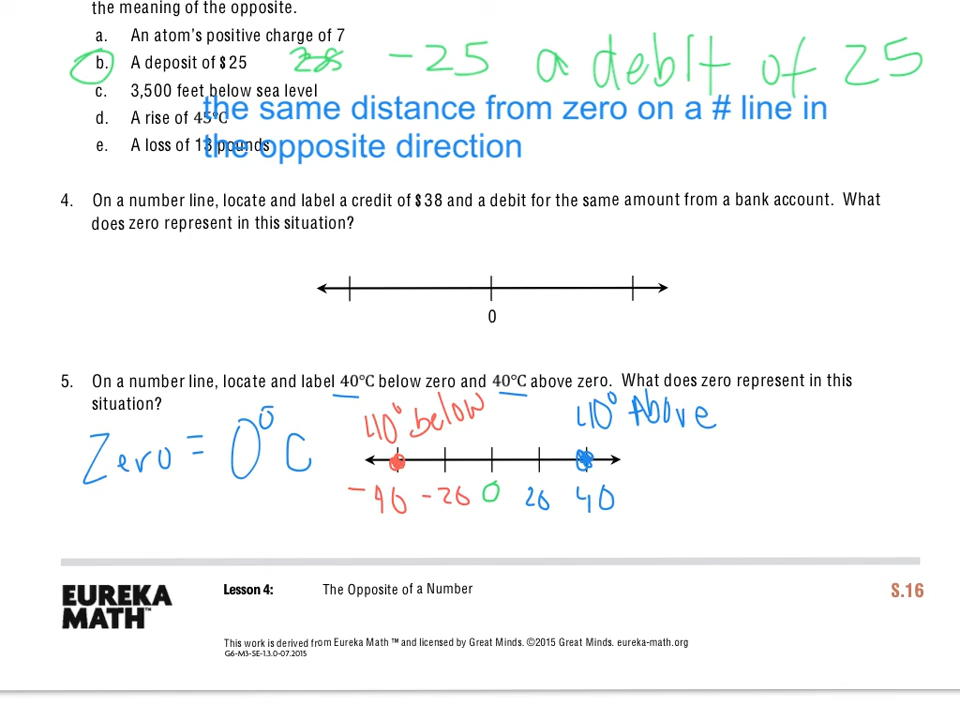 the meaning of the opposite.
a. An atom's positive charge of 7
b. A deposit of $25 -25 a debit of 25
c. 3,500 feet below sea level
d. A rise of 45°C
the same distance from zero on a # line in
e. A loss of 13 pounds
the opposite direction
4. On a number line, locate and label a credit of $38 and a debit for the same amount from a bank account. What
does zero represent in this situation?
0
5. On a number line, locate and label 40°C below zero and 40°C above zero. What does zero represent in this
situation?
40° below 40° Above
Zero = 0° C
-40 -20 0 20 40
EUREKA
MATH™
Lesson 4: The Opposite of a Number
S.16
This work is derived from Eureka Math ™ and licensed by Great Minds. ©2015 Great Minds. eureka-math.org
G6-M3-SE-1.3.0-07.2015